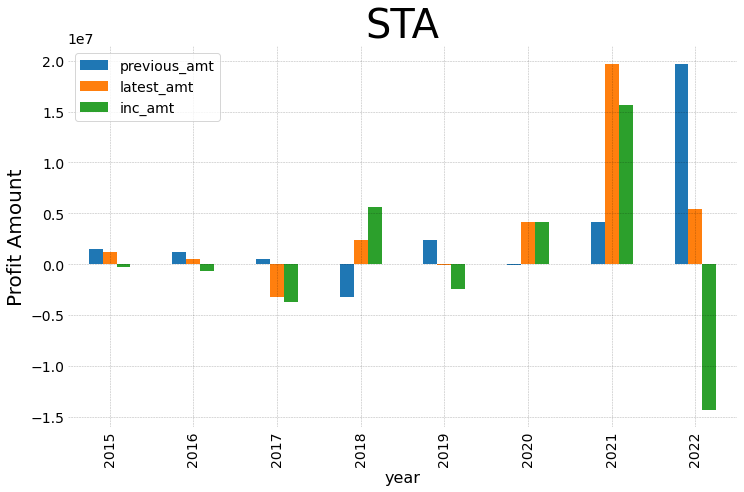 STA
1e7
previous_amt
latest_amt
inc_amt
2.0
1.5
1.0
0.5
0.0
−0.5
−1.0
−1.5
Profit Amount
2015
2016
2017
2018
2019
2020
2021
2022
year